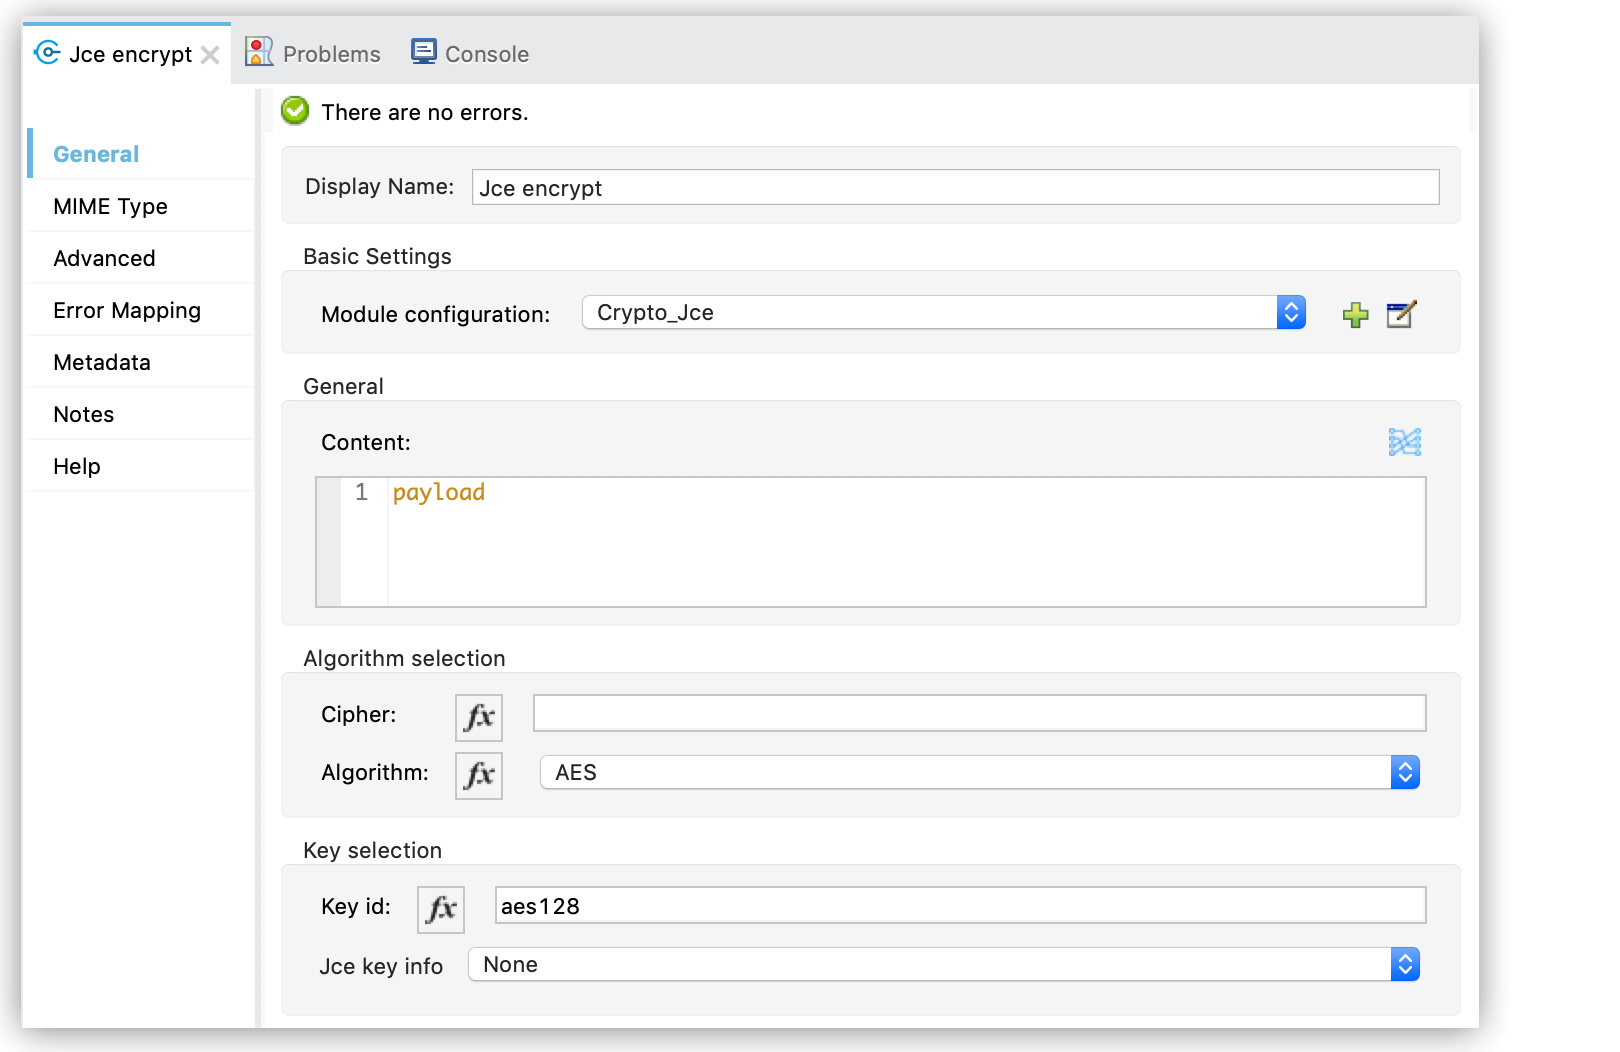 Jce encrypt Problems Console
There are no errors.
General
MIME Type
Advanced
Error Mapping
Metadata
Notes
Help
Display Name: Jce encrypt
Basic Settings
Module configuration: Crypto_Jce
General
Content:
1 payload
Algorithm selection
Cipher: fx
Algorithm: fx AES
Key selection
Key id: fx aes128
Jce key info None